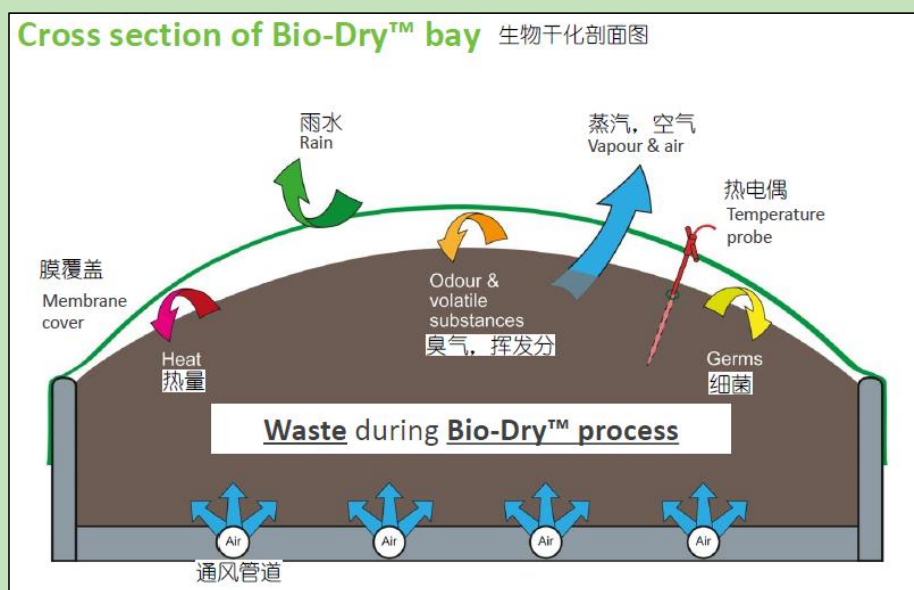 Cross section of Bio-Dry™ bay 生物干化剖面图
雨水
Rain
蒸汽，空气
Vapour & air
热电偶
Temperature
probe
膜覆盖
Membrane
cover
Odour &
volatile
substances
臭气，挥发分
Heat
热量
Germs
细菌
Waste during Bio-Dry™ process
Air Air Air Air
通风管道